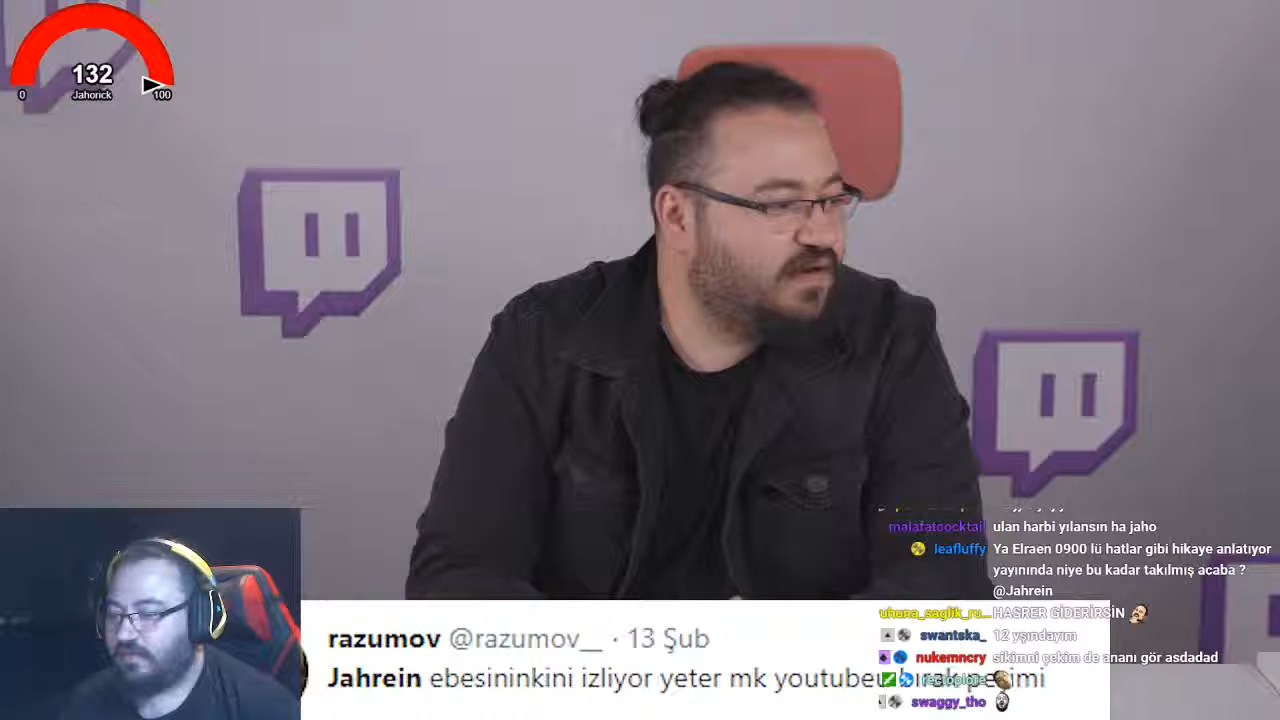 132
Jahorick
0
100
malafatcocktail ulan harbi yılansın ha jaho
leafluffy Ya Elraen 0900 lü hatlar gibi hikaye anlatıyor
yayınında niye bu kadar takılmış acaba ?
@Jahrein
uhuna_saglik_ru... HASRER GİDERİRSİN
swantska_ 12 yşındayım
nukemncry sikimni çekim de ananı gör asdadad
swaggy_tho
razumov @razumov__ · 13 Şub
Jahrein ebesininkini izliyor yeter mk youtubeu